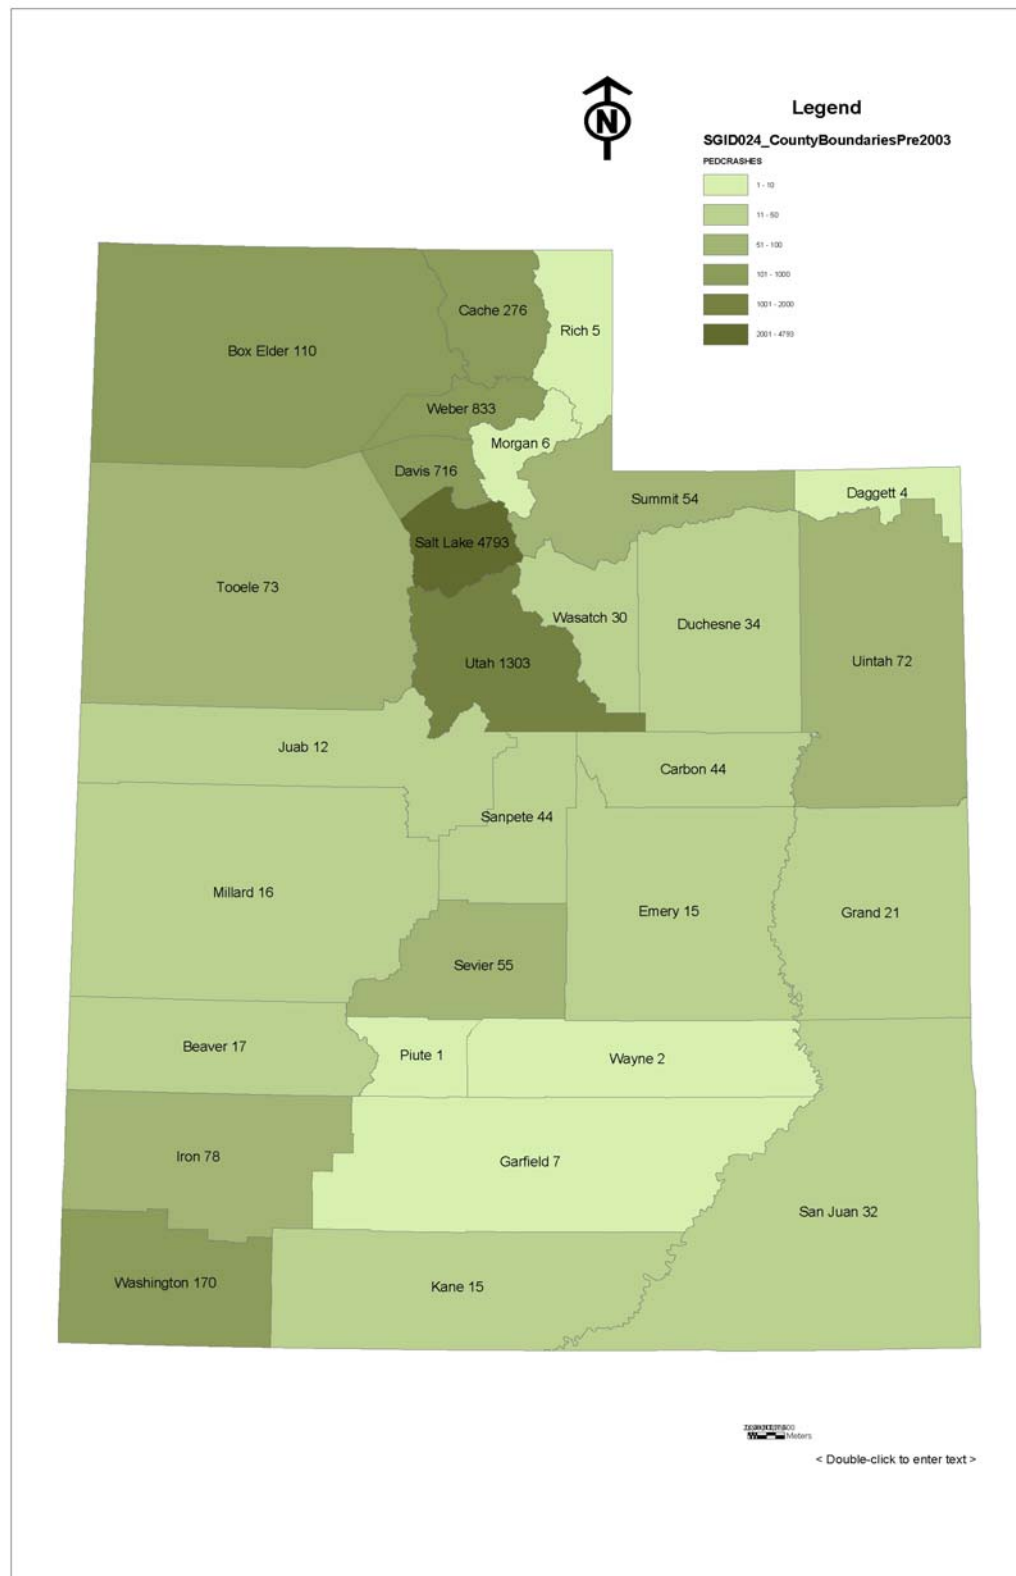 N
Legend
SGID024_CountyBoundariesPre2003
PEDCRASHES
1 - 10
11 - 50
51 - 100
101 - 1000
1001 - 2000
2001 - 4793
Cache 276
Rich 5
Box Elder 110
Weber 833
Morgan 6
Davis 716
Summit 54
Daggett 4
Salt Lake 4793
Tooele 73
Wasatch 30
Duchesne 34
Utah 1303
Uintah 72
Juab 12
Carbon 44
Sanpete 44
Millard 16
Emery 15
Grand 21
Sevier 55
Beaver 17
Piute 1
Wayne 2
Iron 78
Garfield 7
San Juan 32
Washington 170
Kane 15
Meters
< Double-click to enter text >